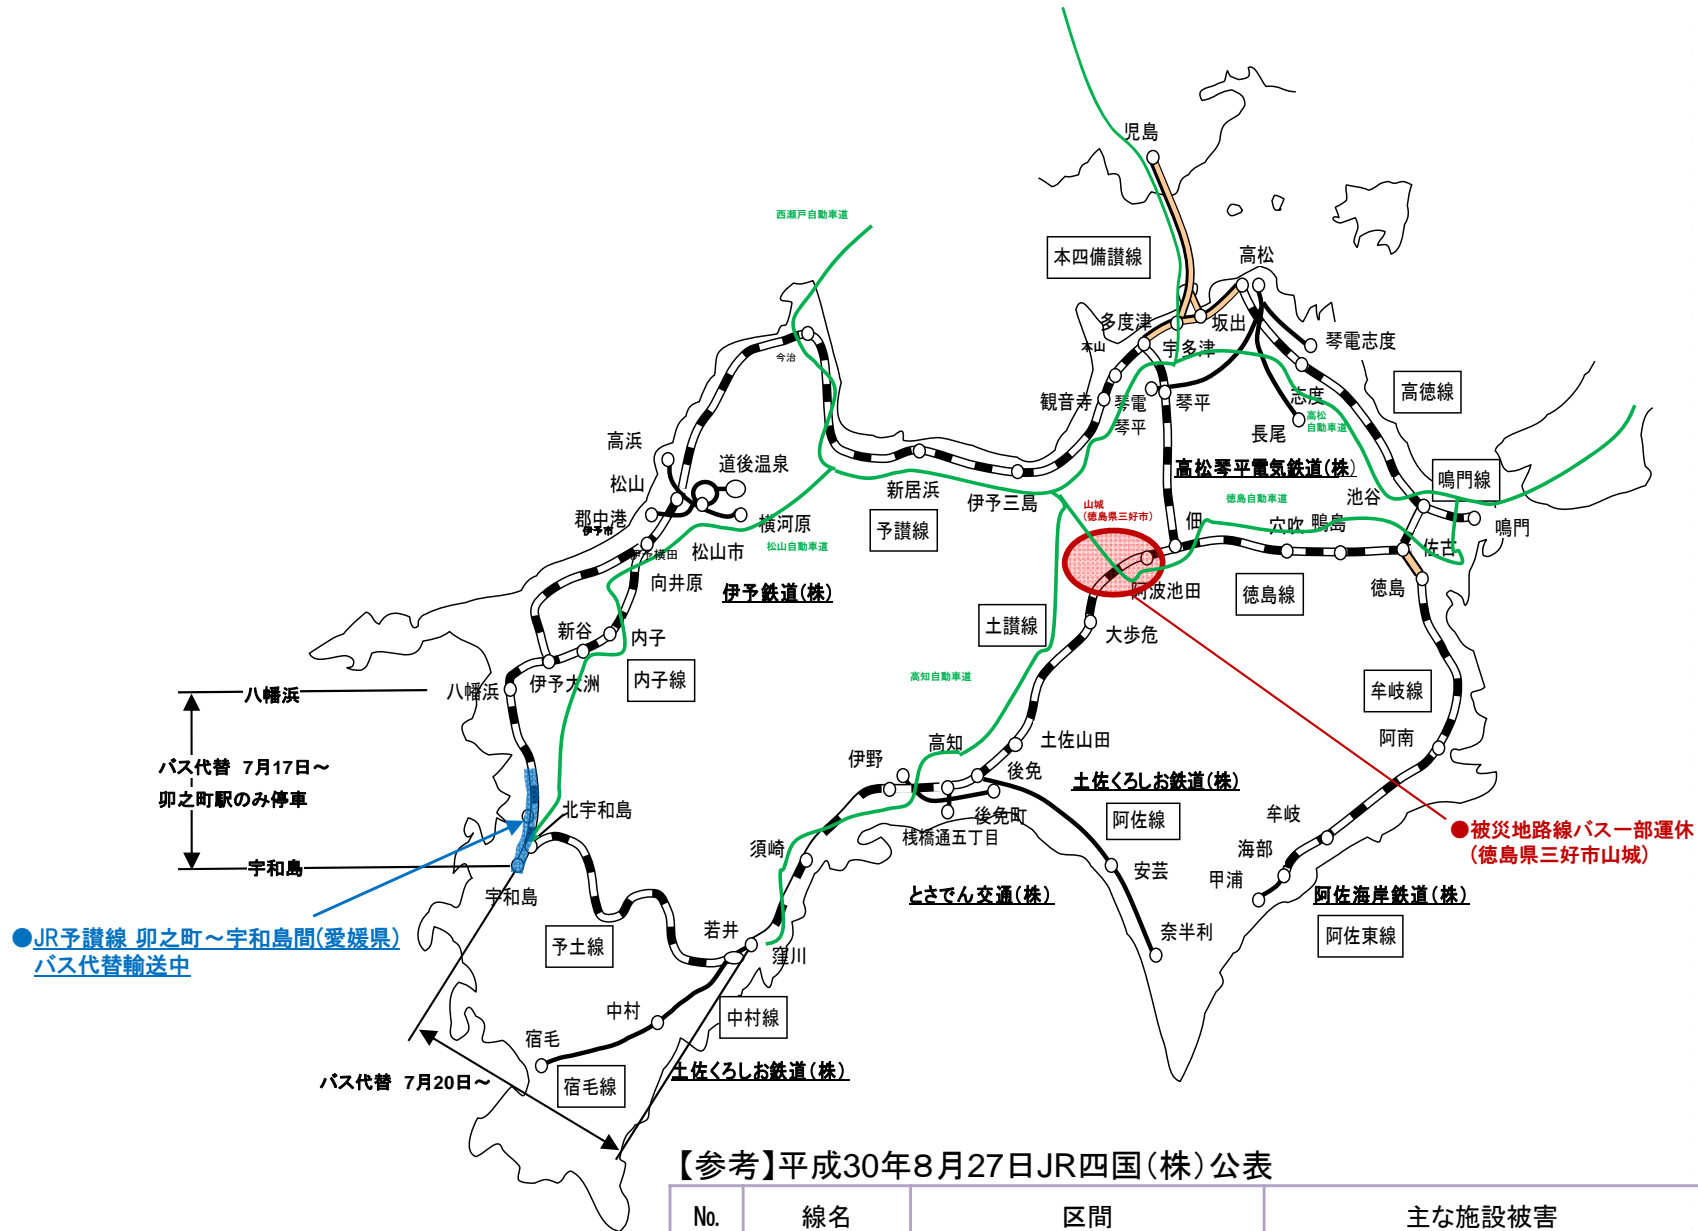 児島
西瀬戸自動車道
本四備讃線
高松
多度津
坂出
本山
宇多津
琴電志度
今治
高徳線
観音寺
琴電
琴平
琴平
志度
高松
自動車道
長尾
高浜
道後温泉
高松琴平電気鉄道(株)
鳴門線
松山
新居浜
伊予三島
池谷
徳島自動車道
山城
(徳島県三好市)
郡中港
伊予市
横河原
予讃線
佃
穴吹
鴨島
鳴門
伊予横田
松山市
松山自動車道
佐古
向井原
伊予鉄道(株)
阿波池田
徳島線
徳島
新谷
内子
土讃線
大歩危
伊予大洲
内子線
高知自動車道
牟岐線
八幡浜
八幡浜
阿南
高知
土佐山田
伊野
バス代替 7月17日～
後免
土佐くろしお鉄道(株)
卯之町駅のみ停車
北宇和島
後免町
阿佐線
牟岐
●被災地路線バス一部運休
(徳島県三好市山城)
桟橋通五丁目
須崎
海部
宇和島
安芸
甲浦
宇和島
とさでん交通(株)
阿佐海岸鉄道(株)
●JR予讃線 卯之町～宇和島間(愛媛県)
バス代替輸送中
予土線
若井
窪川
奈半利
阿佐東線
中村
中村線
宿毛
バス代替 7月20日～
宿毛線
土佐くろしお鉄道(株)
【参考】平成30年8月27日JR四国(株)公表
No. 線名 区間 主な施設被害